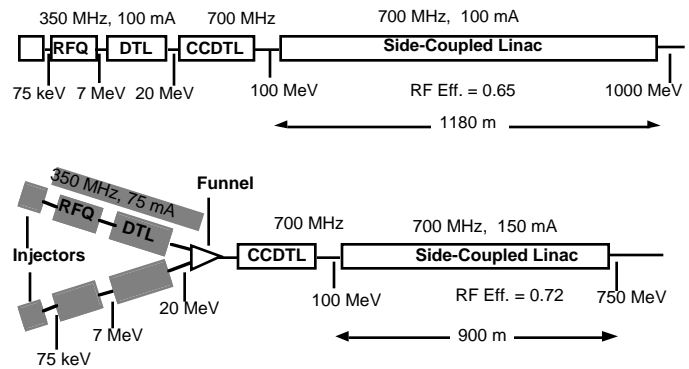 350 MHz, 100 mA
700 MHz
700 MHz, 100 mA
RFQ
DTL
CCDTL
Side-Coupled Linac
75 keV
7 MeV
20 MeV
100 MeV
RF Eff. = 0.65
1000 MeV
1180 m
350 MHz, 75 mA
Funnel
RFQ
DTL
700 MHz
700 MHz, 150 mA
Injectors
CCDTL
Side-Coupled Linac
20 MeV
100 MeV
RF Eff. = 0.72
750 MeV
7 MeV
75 keV
900 m